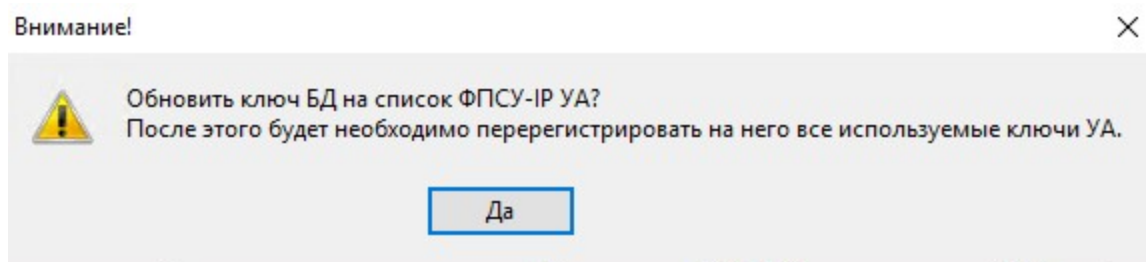 Внимание!
Обновить ключ БД на список ФПСУ-IP УА?
После этого будет необходимо перерегистрировать на него все используемые ключи УА.
Да